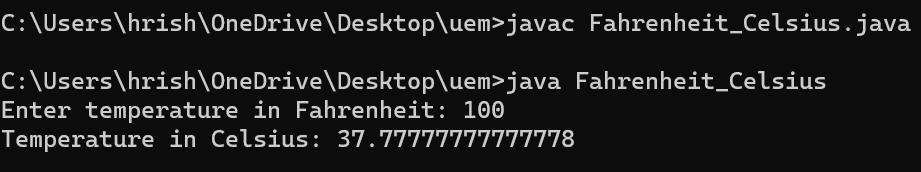 C:\Users\hrish\OneDrive\Desktop\uem>javac Fahrenheit_Celsius.java
C:\Users\hrish\OneDrive\Desktop\uem>java Fahrenheit_Celsius
Enter temperature in Fahrenheit: 100
Temperature in Celsius: 37.77777777777778